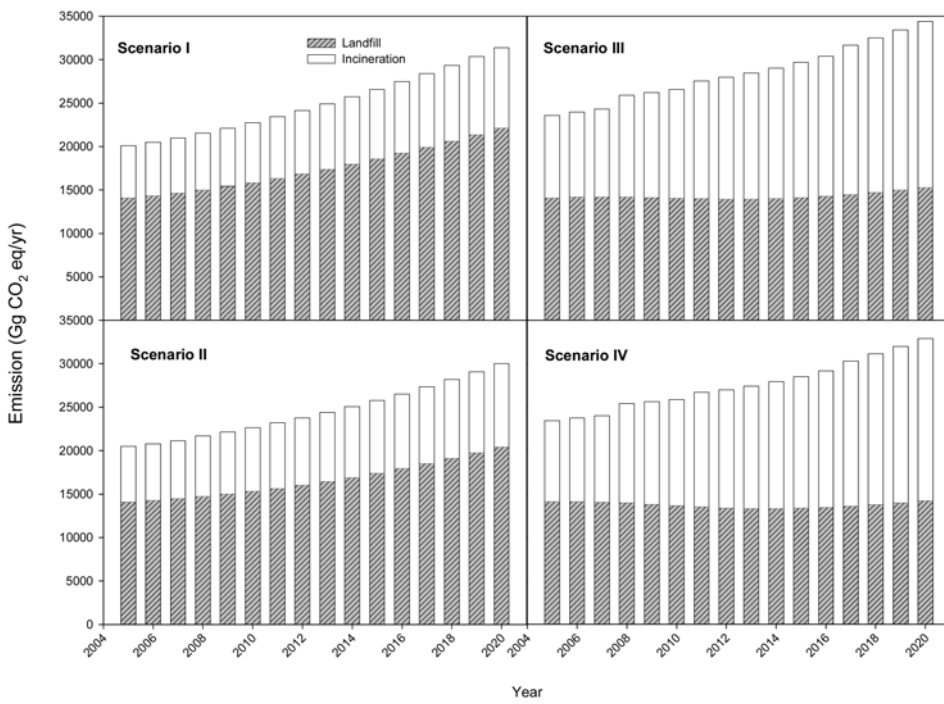 35000
Scenario I
Landfill
Incineration
Scenario III
30000
25000
20000
15000
10000
5000
35000
Scenario II
Scenario IV
30000
25000
20000
15000
10000
5000
0
Emission (Gg CO₂ eq/yr)
2004 2006 2008 2010 2012 2014 2016 2018 2020 2004 2006 2008 2010 2012 2014 2016 2018 2020
Year